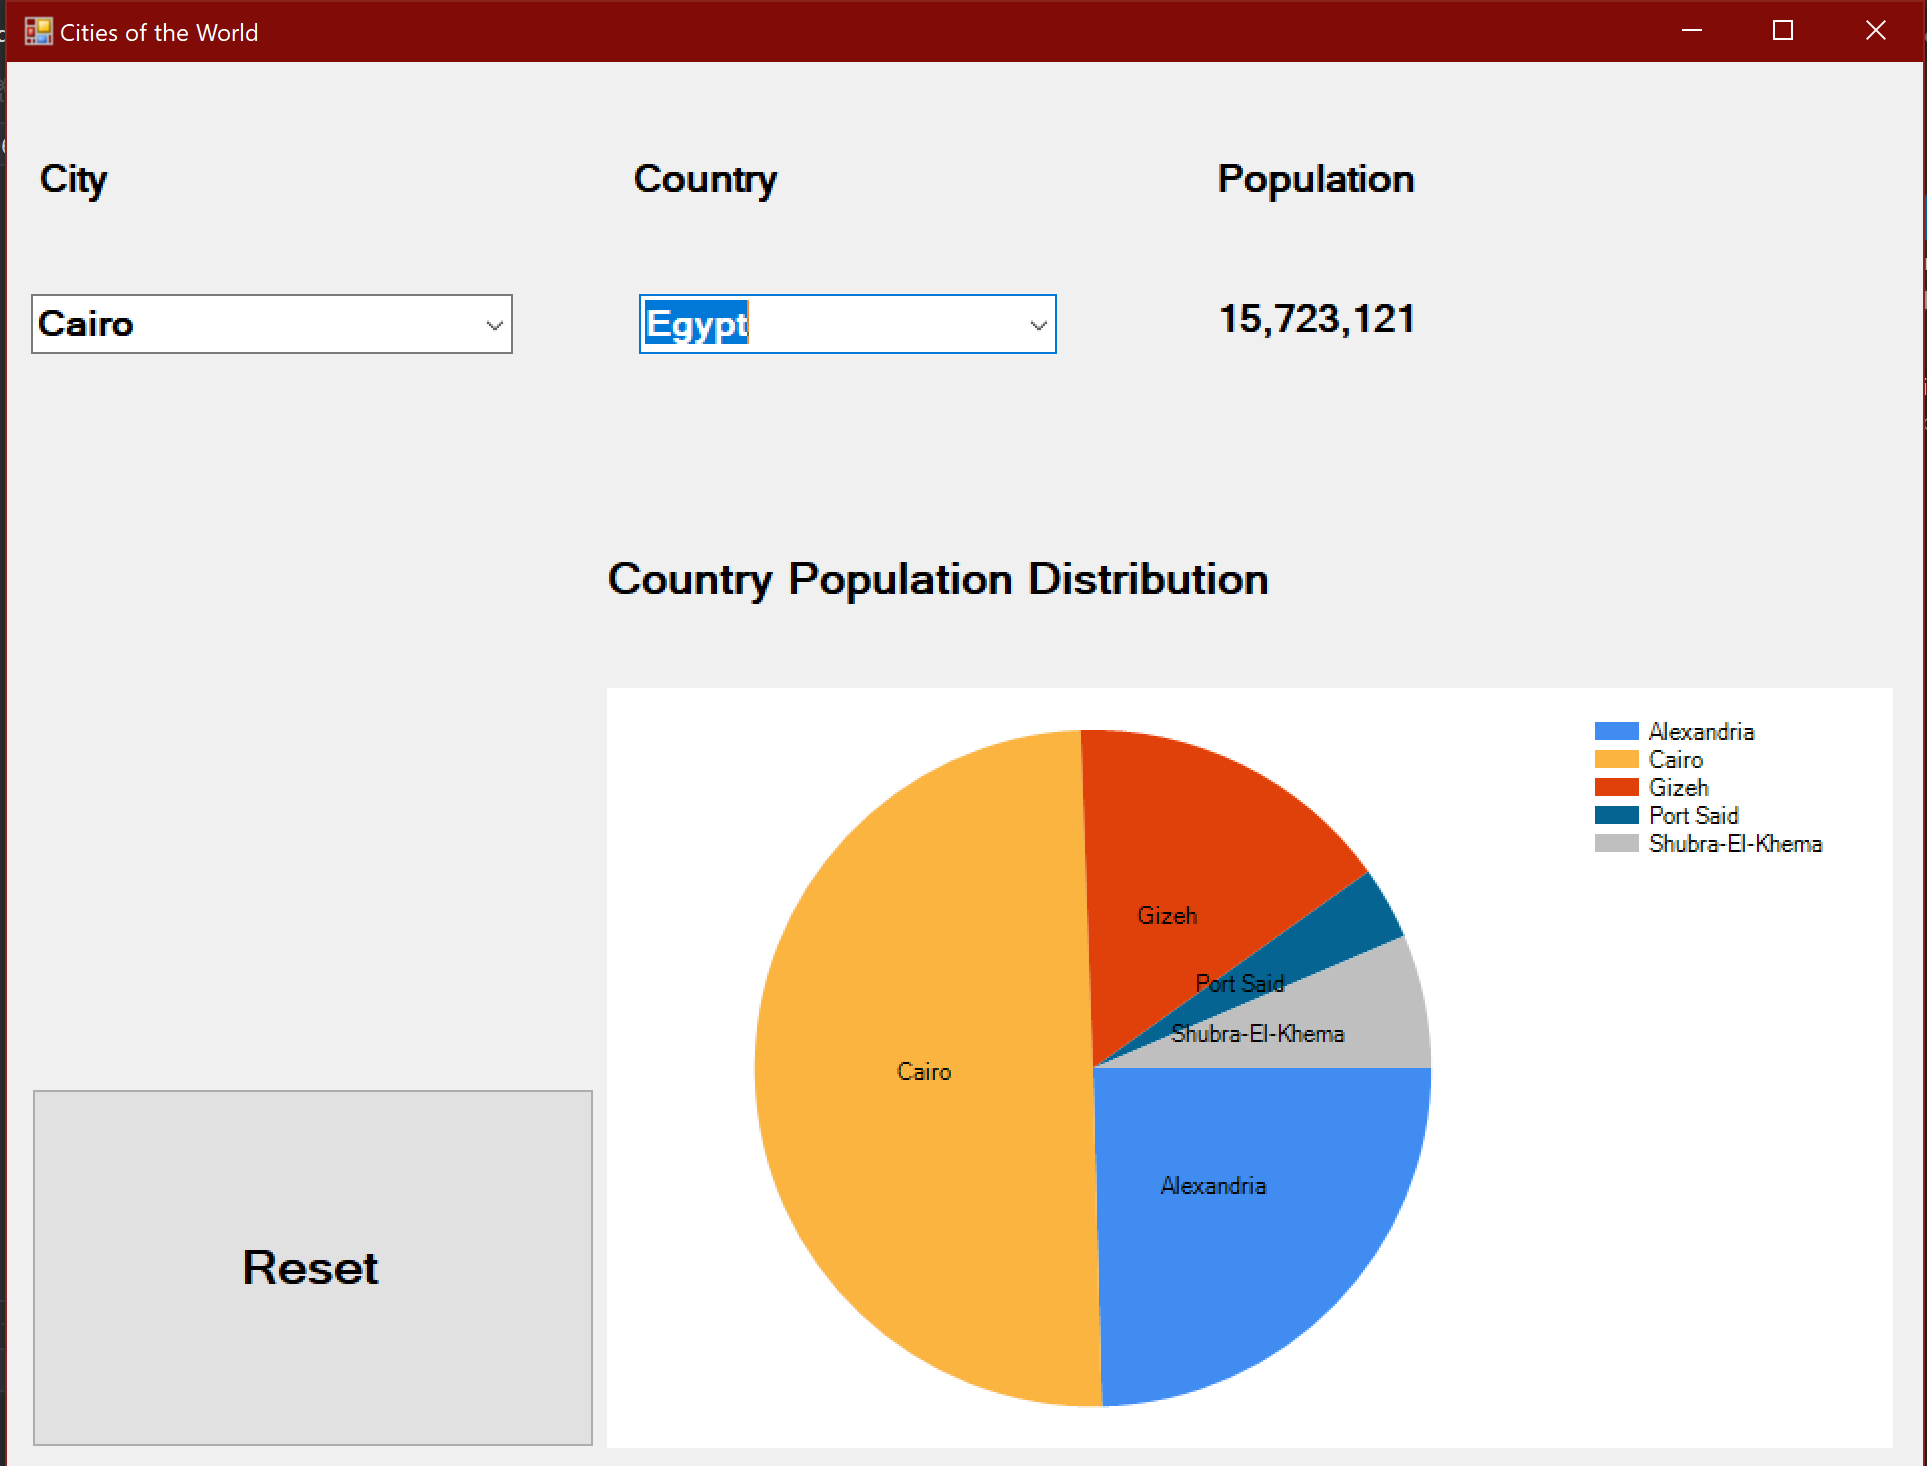 Cities of the World
City
Country
Population
Cairo
Egypt
15,723,121
Country Population Distribution
Alexandria
Cairo
Gizeh
Port Said
Shubra-El-Khema
Gizeh
Port Said
Shubra-El-Khema
Cairo
Alexandria
Reset